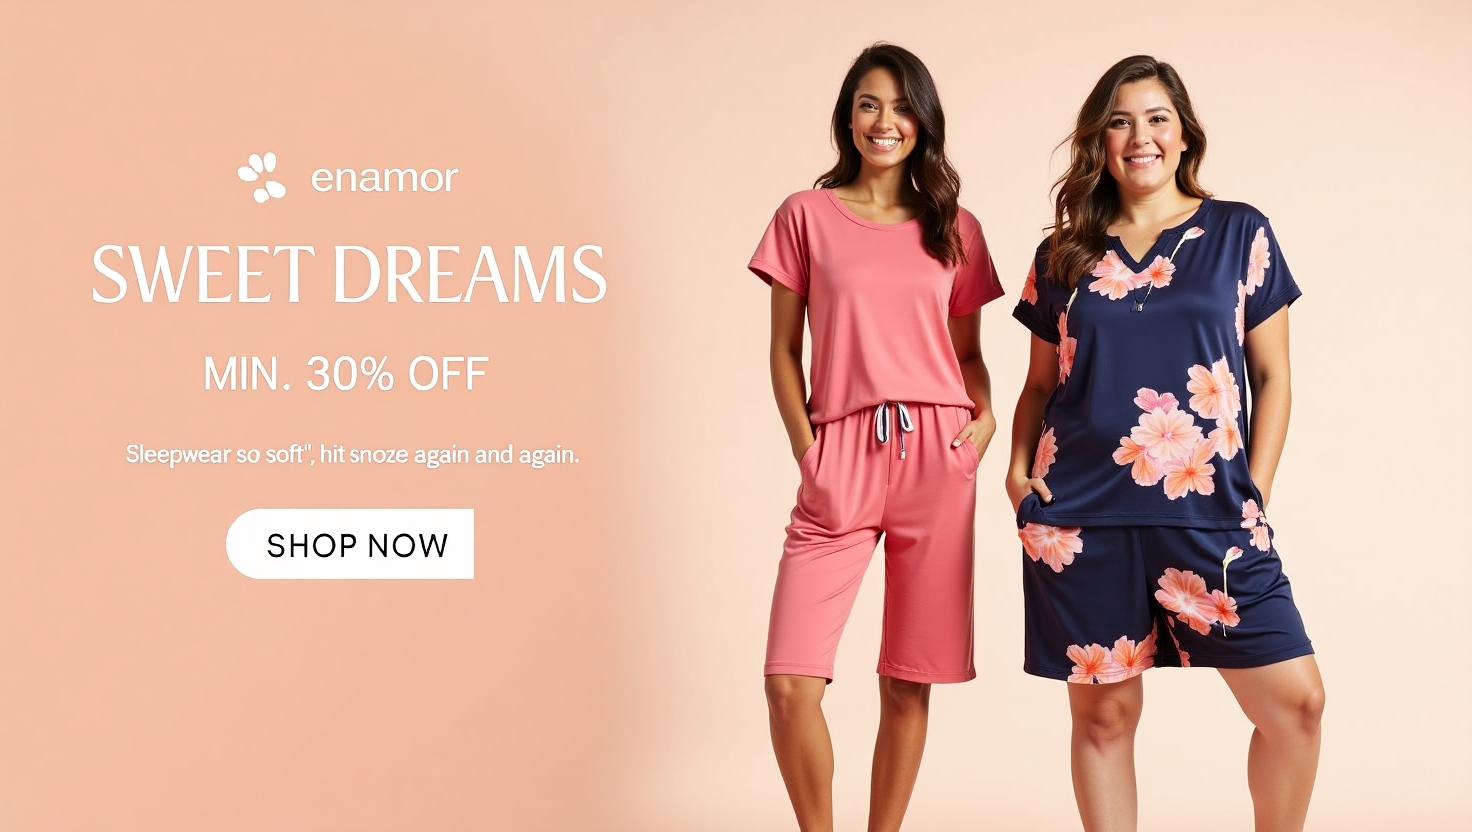 enamor
SWEET DREAMS
MIN. 30% OFF
Sleepwear so soft", hit snoze again and again.
SHOP NOW